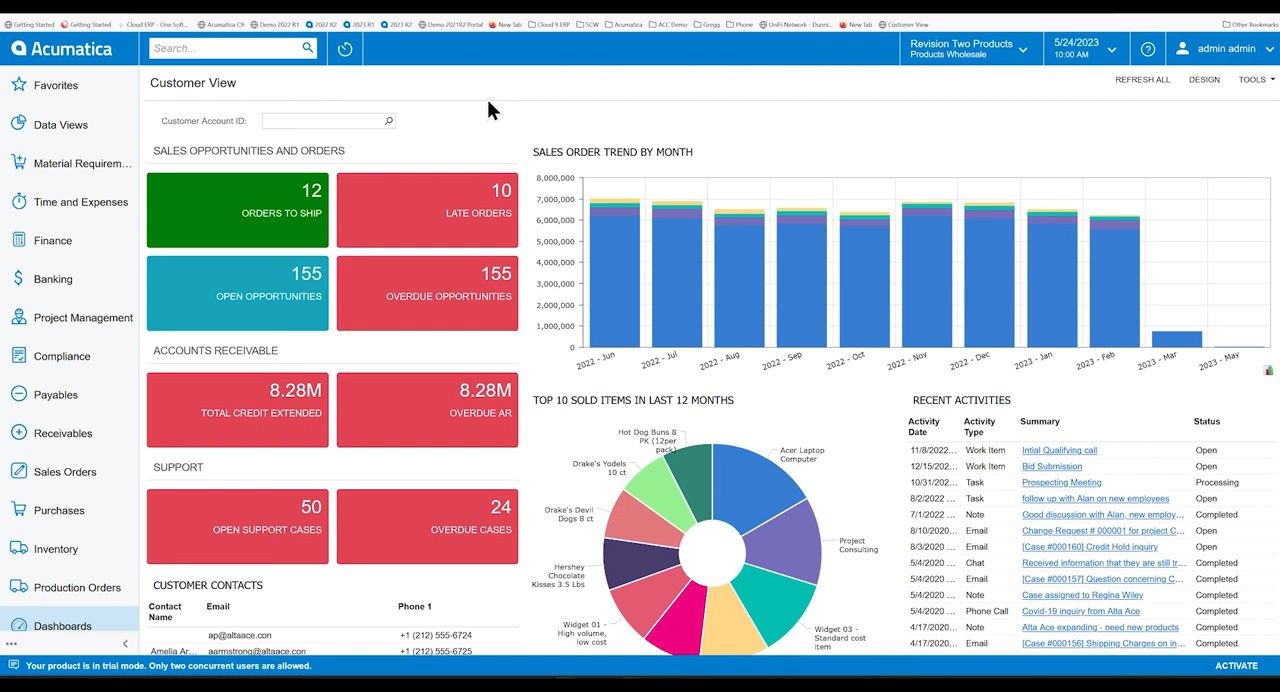 Getting Started Getting Started Cloud ERP - One Soft... Acumatica C9 Demo 2022 R1 2022 R2 2023 R1 2023 R2 Demo 2021R2 Portal New Tab Cloud 9 ERP SCW Acumatica ACC Demo Gregg Phone UniFi Network - Dunni... New Tab Customer View Other Bookmarks
Acumatica
Search...
Revision Two Products
Products Wholesale
5/24/2023
10:00 AM
admin admin
Favorites
Data Views
Material Requirem...
Time and Expenses
Finance
Banking
Project Management
Compliance
Payables
Receivables
Sales Orders
Purchases
Inventory
Production Orders
Dashboards
Customer View
REFRESH ALL DESIGN TOOLS
Customer Account ID:
SALES OPPORTUNITIES AND ORDERS
12
ORDERS TO SHIP
10
LATE ORDERS
155
OPEN OPPORTUNITIES
155
OVERDUE OPPORTUNITIES
ACCOUNTS RECEIVABLE
8.28M
TOTAL CREDIT EXTENDED
8.28M
OVERDUE AR
SUPPORT
50
OPEN SUPPORT CASES
24
OVERDUE CASES
CUSTOMER CONTACTS
Contact Name Email Phone 1
ap@altaace.con +1 (212) 555-6724
Amelia Ar... aarmstrong@altaace.con +1 (212) 555-6725
SALES ORDER TREND BY MONTH
8,000,000
7,000,000
6,000,000
5,000,000
4,000,000
3,000,000
2,000,000
1,000,000
0
2022 - Jun 2022 - Jul 2022 - Aug 2022 - Sep 2022 - Oct 2022 - Nov 2022 - Dec 2023 - Jan 2023 - Feb 2023 - Mar 2023 - May
TOP 10 SOLD ITEMS IN LAST 12 MONTHS
Hot Dog Buns 8
PK (12per
pack)
Drake's Yodels
10 ct
Drake's Devil
Dogs 8 ct
Hershey
Chocolate
Kisses 3.5 Lbs
Widget 01 -
High volume,
low cost
Acer Laptop
Computer
Project
Consulting
Widget 03 -
Standard cost
item
RECENT ACTIVITIES
Activity Date Activity Type Summary Status
11/8/2022... Work Item Intial Qualifying call Open
12/15/202... Work Item Bid Submission Open
10/31/202... Task Prospecting Meeting Processing
8/2/2022 ... Task follow up with Alan on new employees Open
7/1/2022 ... Note Good discussion with Alan, new employ... Completed
8/10/2020... Email Change Request # 000001 for project C... Open
8/3/2020 ... Email [Case #000160] Credit Hold inquiry Open
5/4/2020 ... Chat Received information that they are still tr... Completed
5/4/2020 ... Email [Case #000157] Question concerning C... Completed
5/4/2020 ... Note Case assigned to Regina Wiley Completed
5/4/2020 ... Phone Call Covid-19 inquiry from Alta Ace Completed
4/17/2020... Note Alta Ace expanding - need new products Completed
4/17/2020... Email [Case #000156] Shipping Charges on in... Completed
Your product is in trial mode. Only two concurrent users are allowed.
ACTIVATE